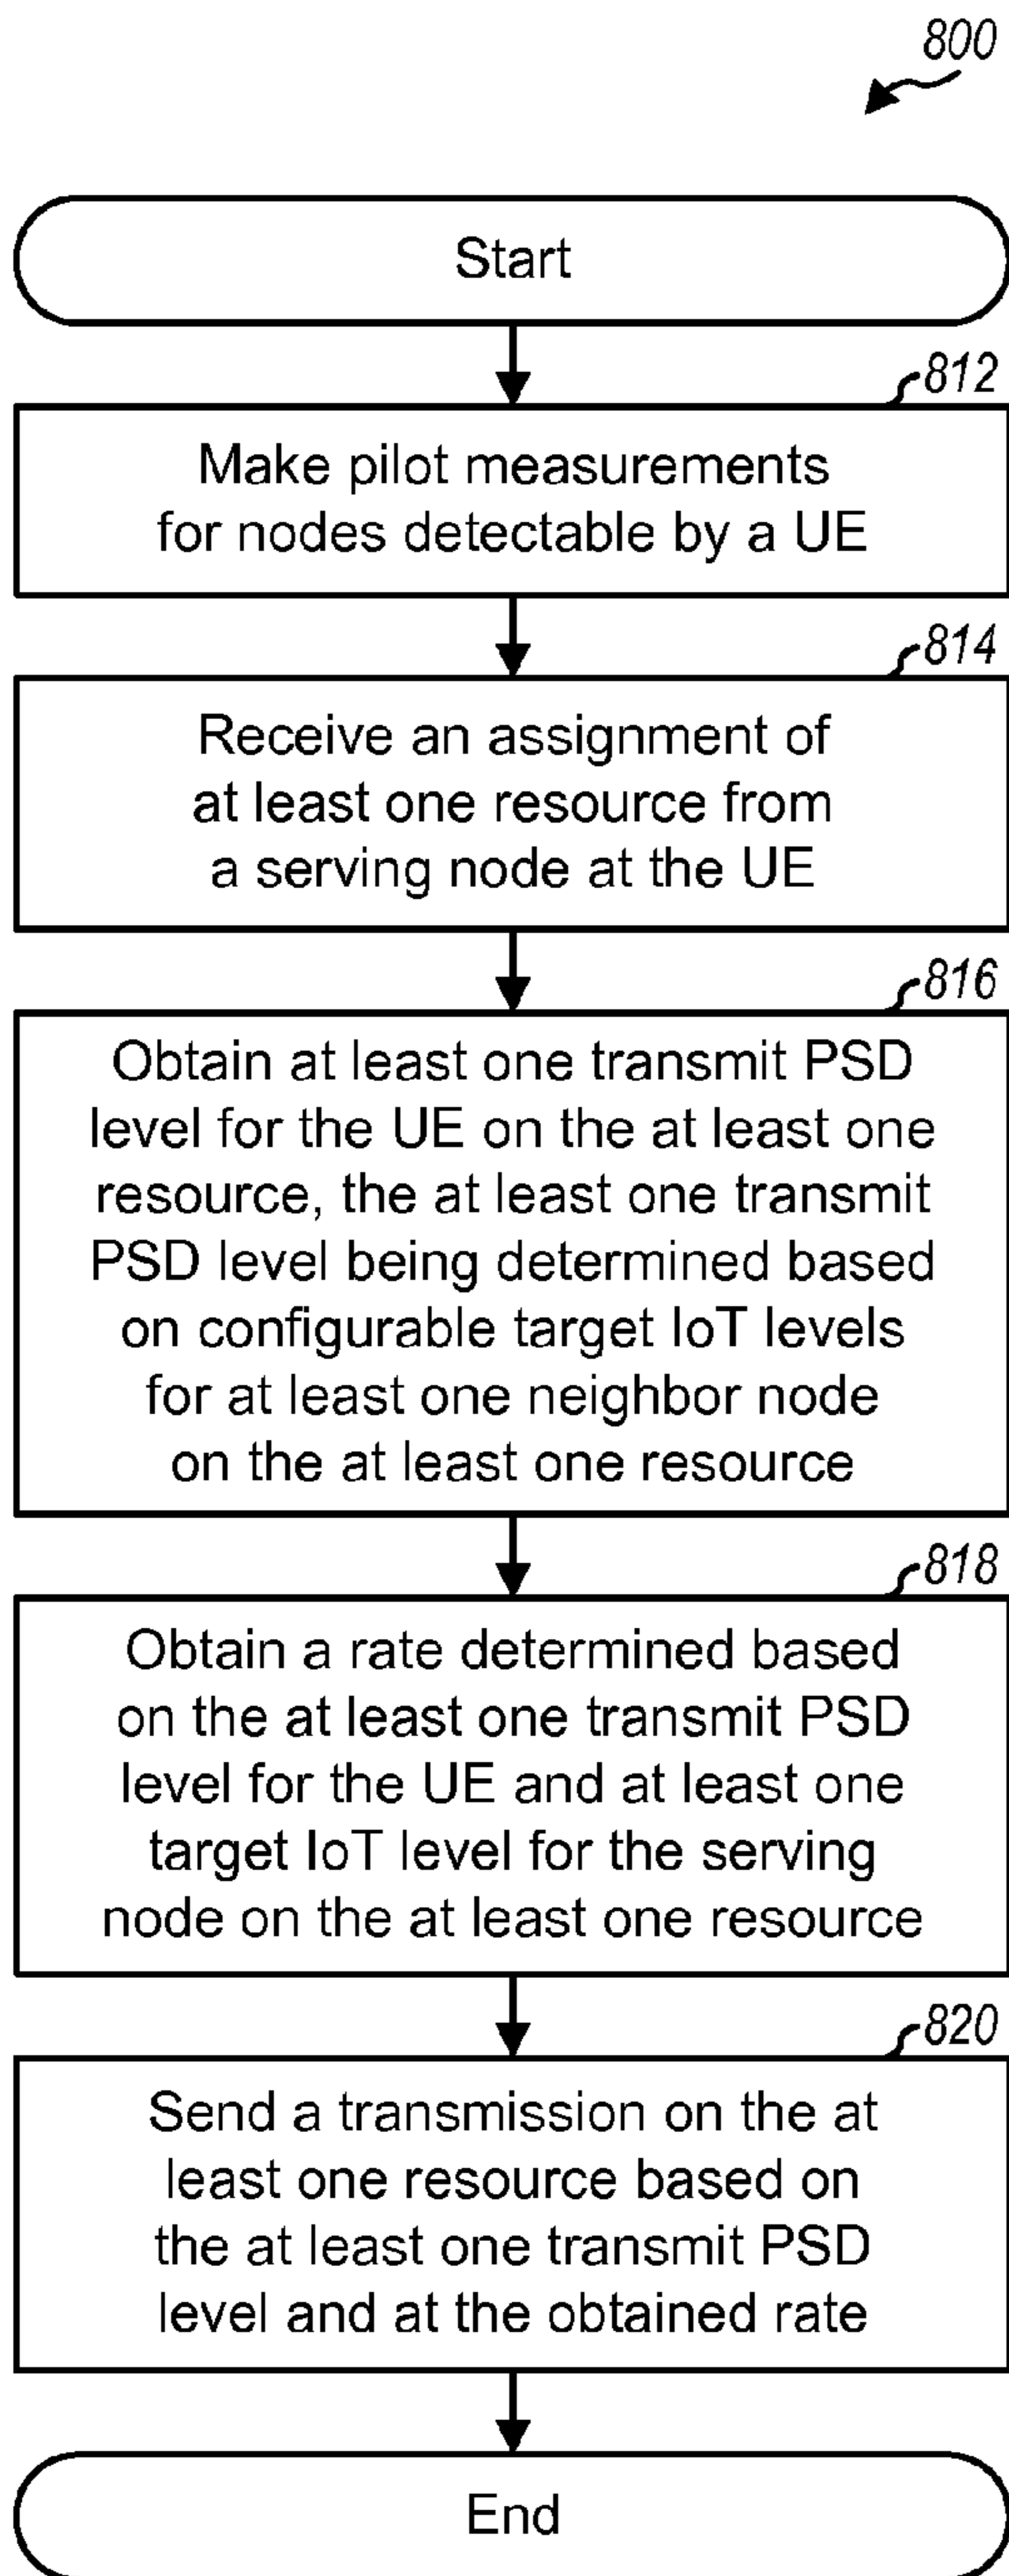 800
Start
812
Make pilot measurements
for nodes detectable by a UE
814
Receive an assignment of
at least one resource from
a serving node at the UE
816
Obtain at least one transmit PSD
level for the UE on the at least one
resource, the at least one transmit
PSD level being determined based
on configurable target IoT levels
for at least one neighbor node
on the at least one resource
818
Obtain a rate determined based
on the at least one transmit PSD
level for the UE and at least one
target IoT level for the serving
node on the at least one resource
820
Send a transmission on the at
least one resource based on
the at least one transmit PSD
level and at the obtained rate
End